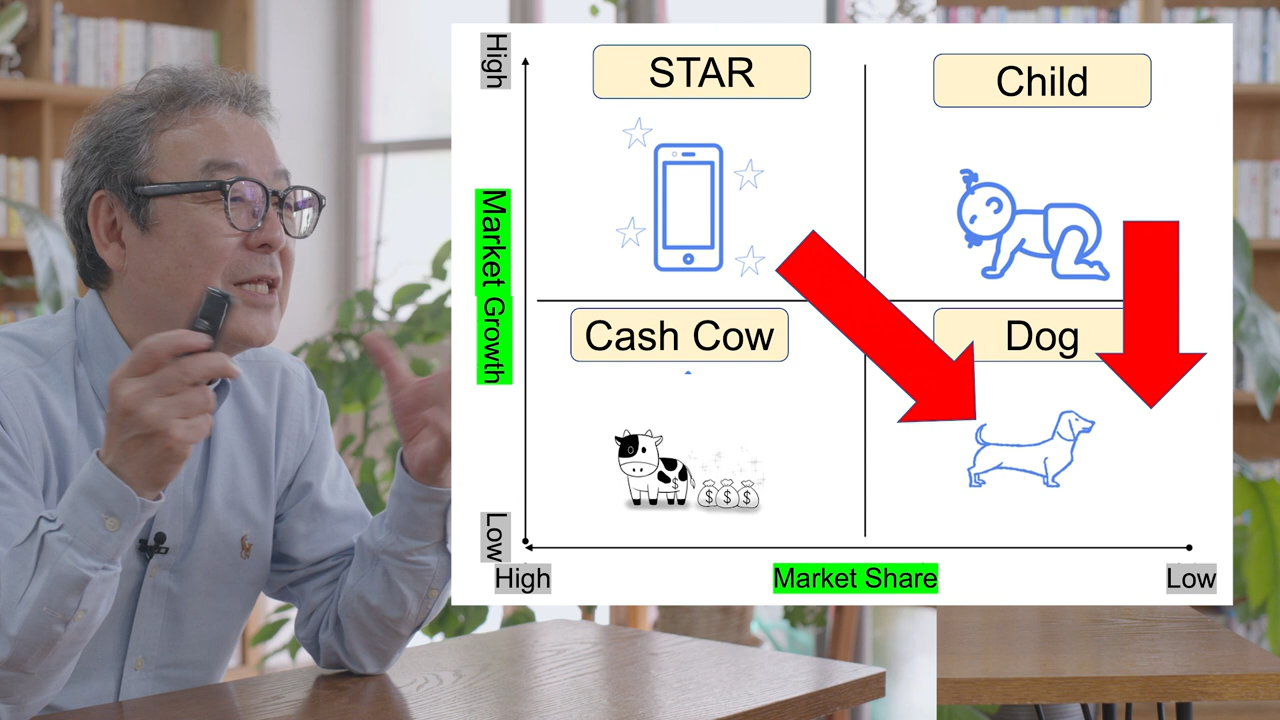 High
STAR
Child
Market Growth
Cash Cow
Dog
$
$ $ $
Low
High
Market Share
Low